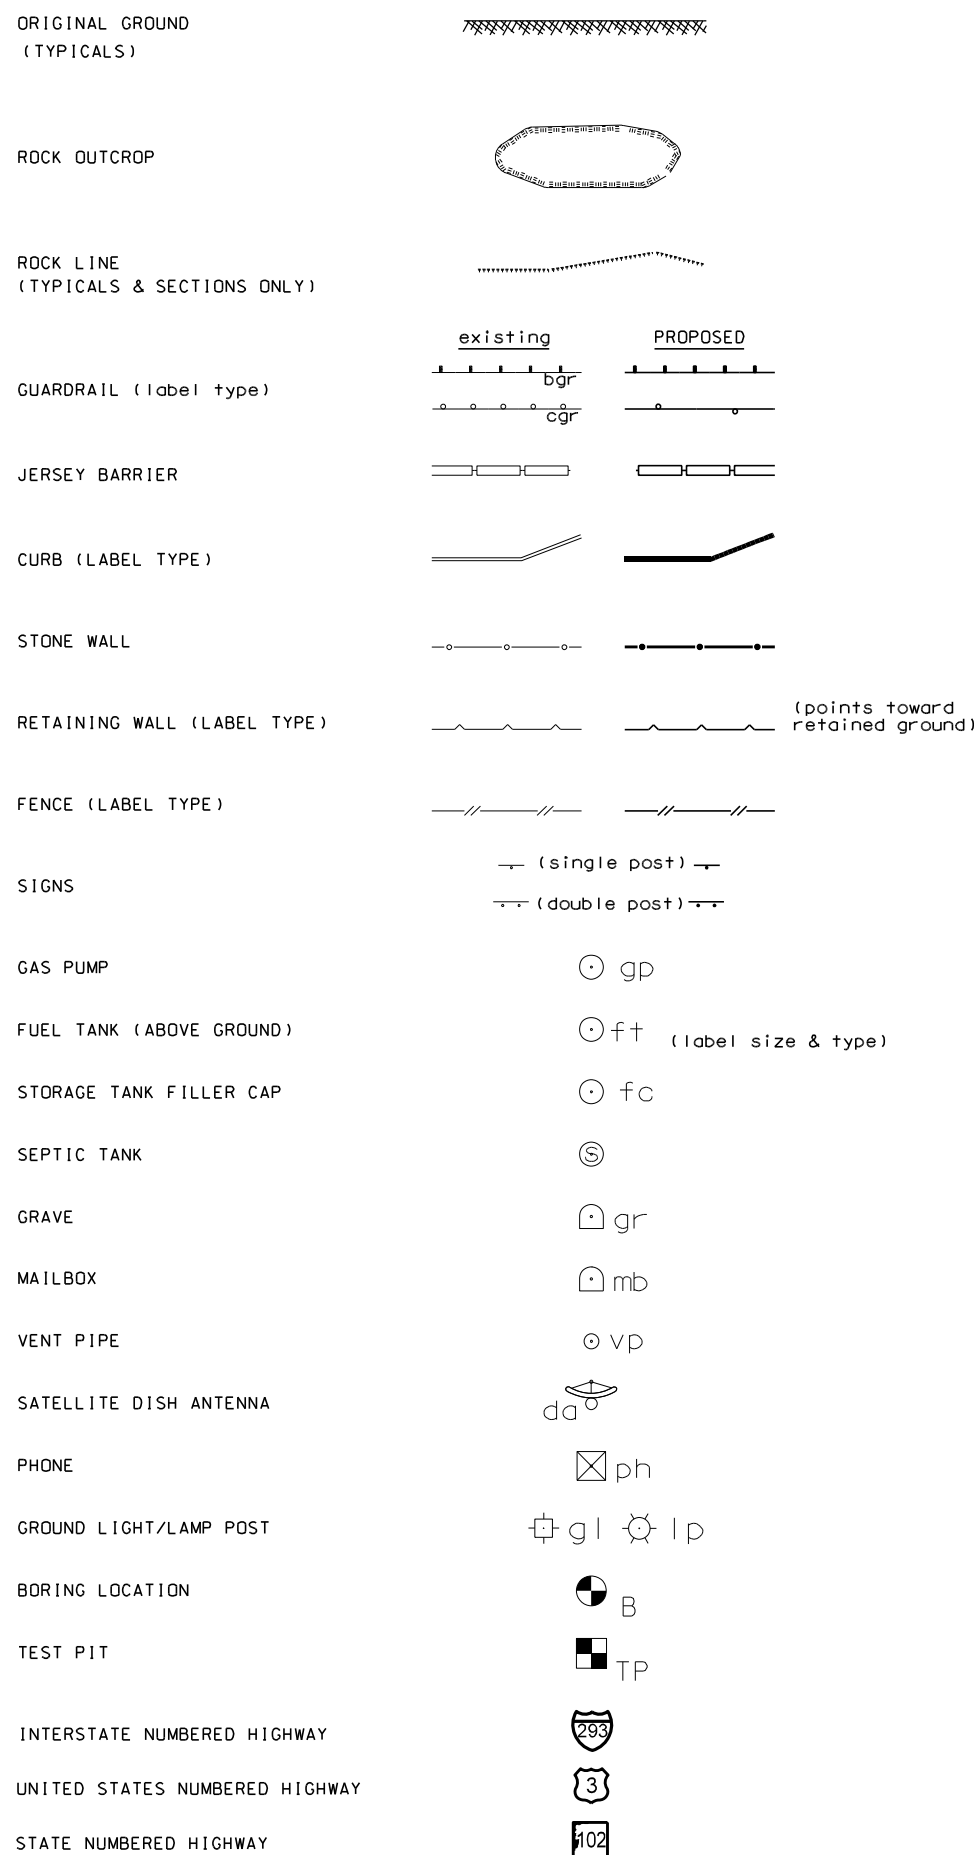 ORIGINAL GROUND
(TYPICALS)
ROCK OUTCROP
ROCK LINE
(TYPICALS & SECTIONS ONLY)
existing PROPOSED
GUARDRAIL (label type)
bgr
cgr
JERSEY BARRIER
CURB (LABEL TYPE)
STONE WALL
RETAINING WALL (LABEL TYPE)
(points toward
retained ground)
FENCE (LABEL TYPE)
SIGNS
(single post)
(double post)
GAS PUMP gp
FUEL TANK (ABOVE GROUND) ft (label size & type)
STORAGE TANK FILLER CAP fc
SEPTIC TANK S
GRAVE gr
MAILBOX mb
VENT PIPE vp
SATELLITE DISH ANTENNA da
PHONE ph
GROUND LIGHT/LAMP POST gl lp
BORING LOCATION B
TEST PIT TP
INTERSTATE NUMBERED HIGHWAY 293
UNITED STATES NUMBERED HIGHWAY 3
STATE NUMBERED HIGHWAY 102